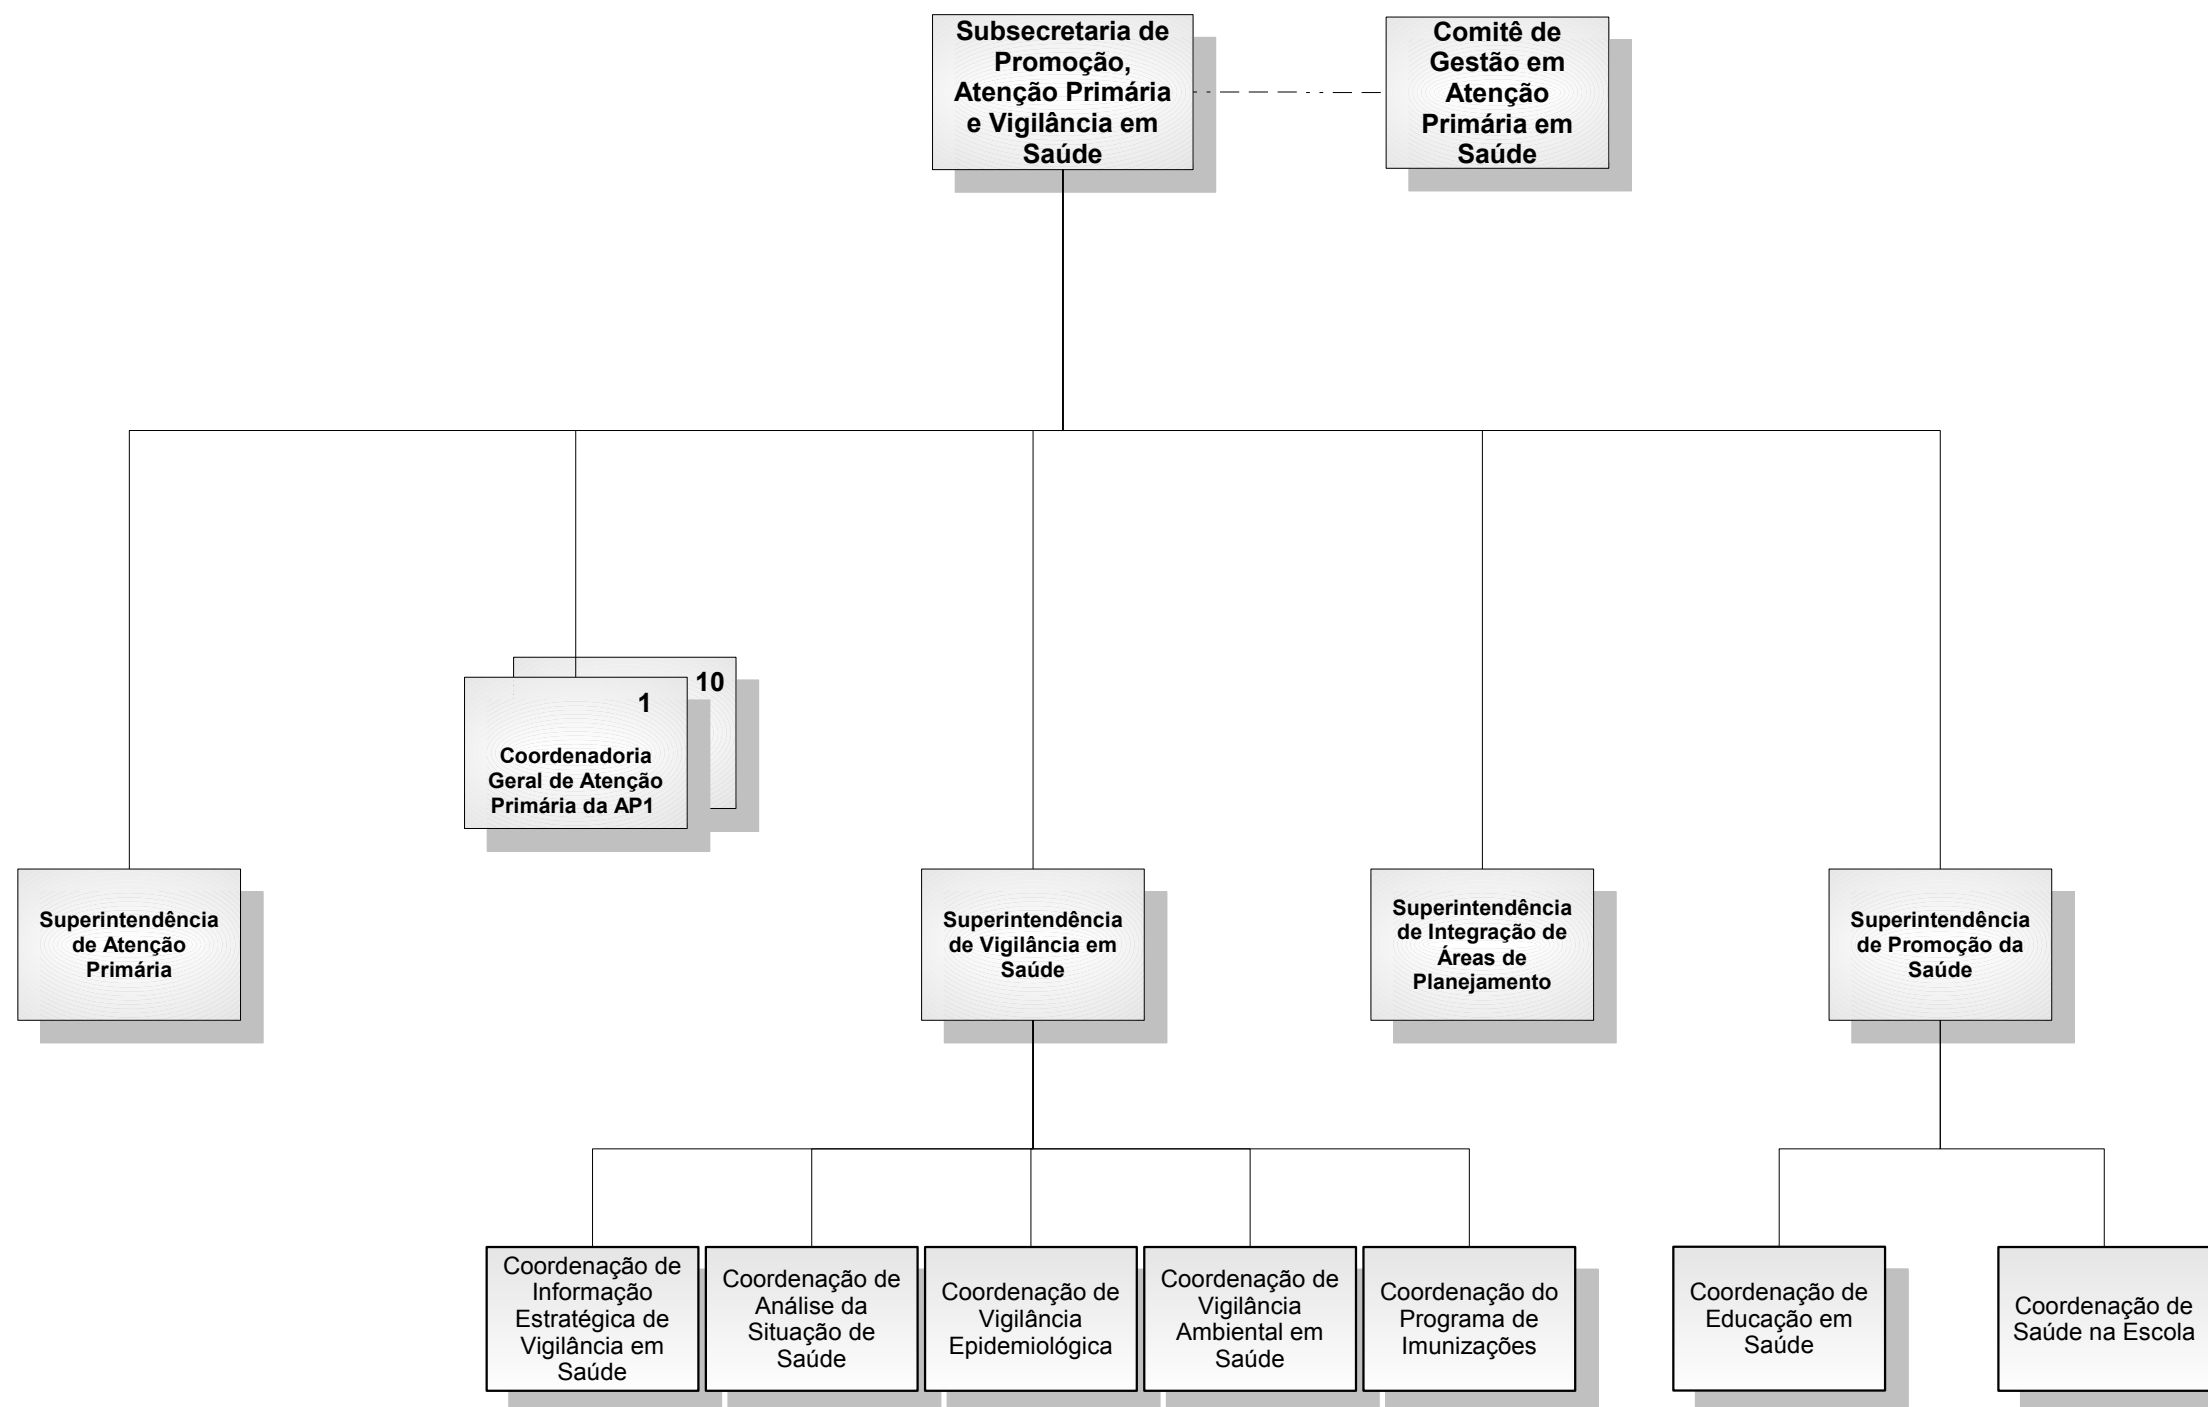 Subsecretaria de
Promoção,
Atenção Primária
e Vigilância em
Saúde
Comitê de
Gestão em
Atenção
Primária em
Saúde
10
1
Coordenadoria
Geral de Atenção
Primária da AP1
Superintendência
de Atenção
Primária
Superintendência
de Vigilância em
Saúde
Superintendência
de Integração de
Áreas de
Planejamento
Superintendência
de Promoção da
Saúde
Coordenação de
Informação
Estratégica de
Vigilância em
Saúde
Coordenação de
Análise da
Situação de
Saúde
Coordenação de
Vigilância
Epidemiológica
Coordenação de
Vigilância
Ambiental em
Saúde
Coordenação do
Programa de
Imunizações
Coordenação de
Educação em
Saúde
Coordenação de
Saúde na Escola